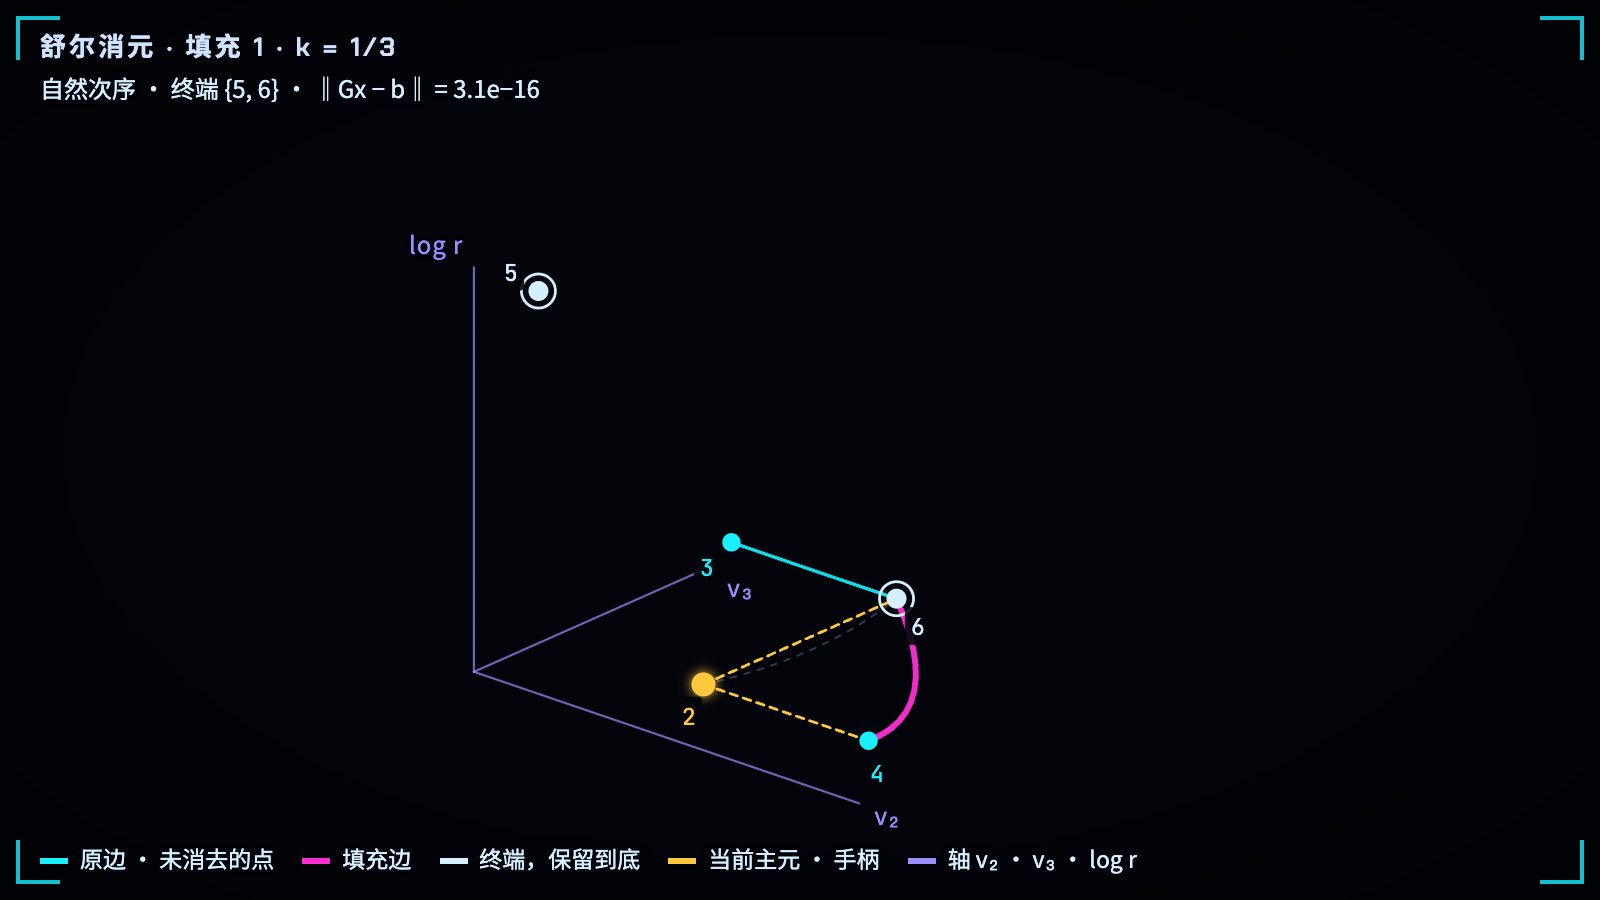 舒尔消元 · 填充 1 · k = 1/3
自然次序 · 终端 {5, 6} · ‖Gx − b‖ = 3.1e−16
log r
5
3
v₃
6
2
4
v₂
原边 · 未消去的点 填充边 终端，保留到底 当前主元 · 手柄 轴 v₂ · v₃ · log r